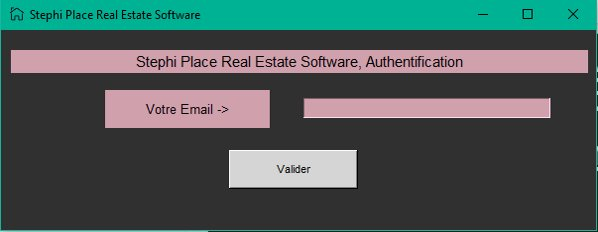 Stephi Place Real Estate Software
Stephi Place Real Estate Software, Authentification
Votre Email ->
Valider